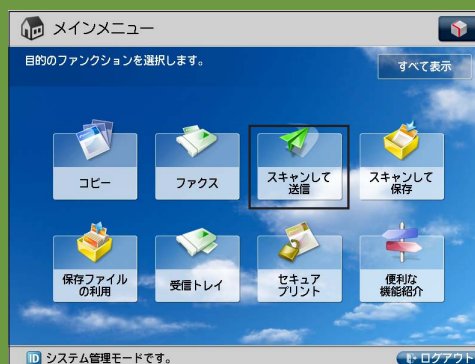 メインメニュー
目的のファンクションを選択します。
すべて表示
コピー
ファクス
スキャンして
送信
スキャンして
保存
保存ファイル
の利用
受信トレイ
セキュア
プリント
便利な
機能紹介
ID システム管理モードです。
ログアウト